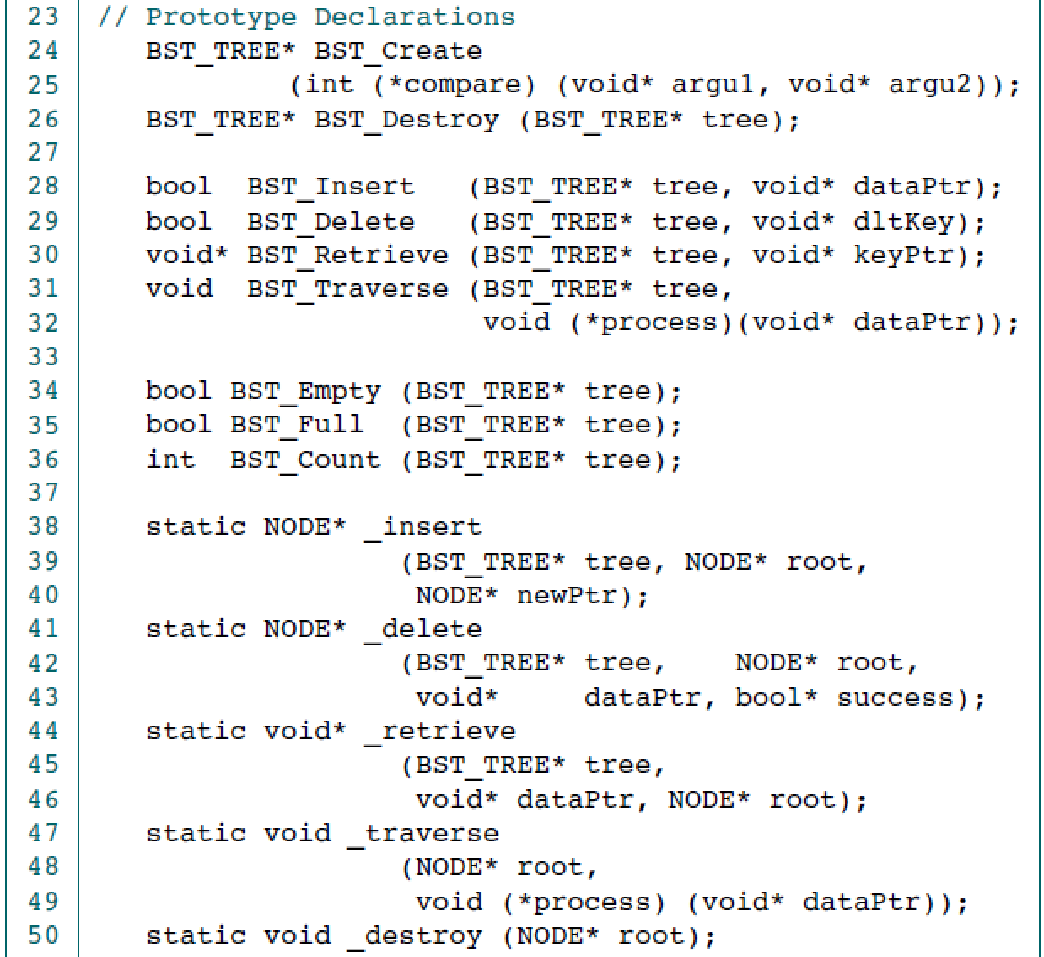 23 // Prototype Declarations
24    BST_TREE* BST_Create
25             (int (*compare) (void* argu1, void* argu2));
26    BST_TREE* BST_Destroy (BST_TREE* tree);
27
28    bool  BST_Insert   (BST_TREE* tree, void* dataPtr);
29    bool  BST_Delete   (BST_TREE* tree, void* dltKey);
30    void* BST_Retrieve (BST_TREE* tree, void* keyPtr);
31    void  BST_Traverse (BST_TREE* tree,
32                        void (*process)(void* dataPtr));
33
34    bool BST_Empty (BST_TREE* tree);
35    bool BST_Full  (BST_TREE* tree);
36    int  BST_Count (BST_TREE* tree);
37
38    static NODE* _insert
39                   (BST_TREE* tree, NODE* root,
40                    NODE* newPtr);
41    static NODE* _delete
42                   (BST_TREE* tree,    NODE* root,
43                    void*     dataPtr, bool* success);
44    static void* _retrieve
45                   (BST_TREE* tree,
46                    void* dataPtr, NODE* root);
47    static void _traverse
48                   (NODE* root,
49                    void (*process) (void* dataPtr));
50    static void _destroy (NODE* root);